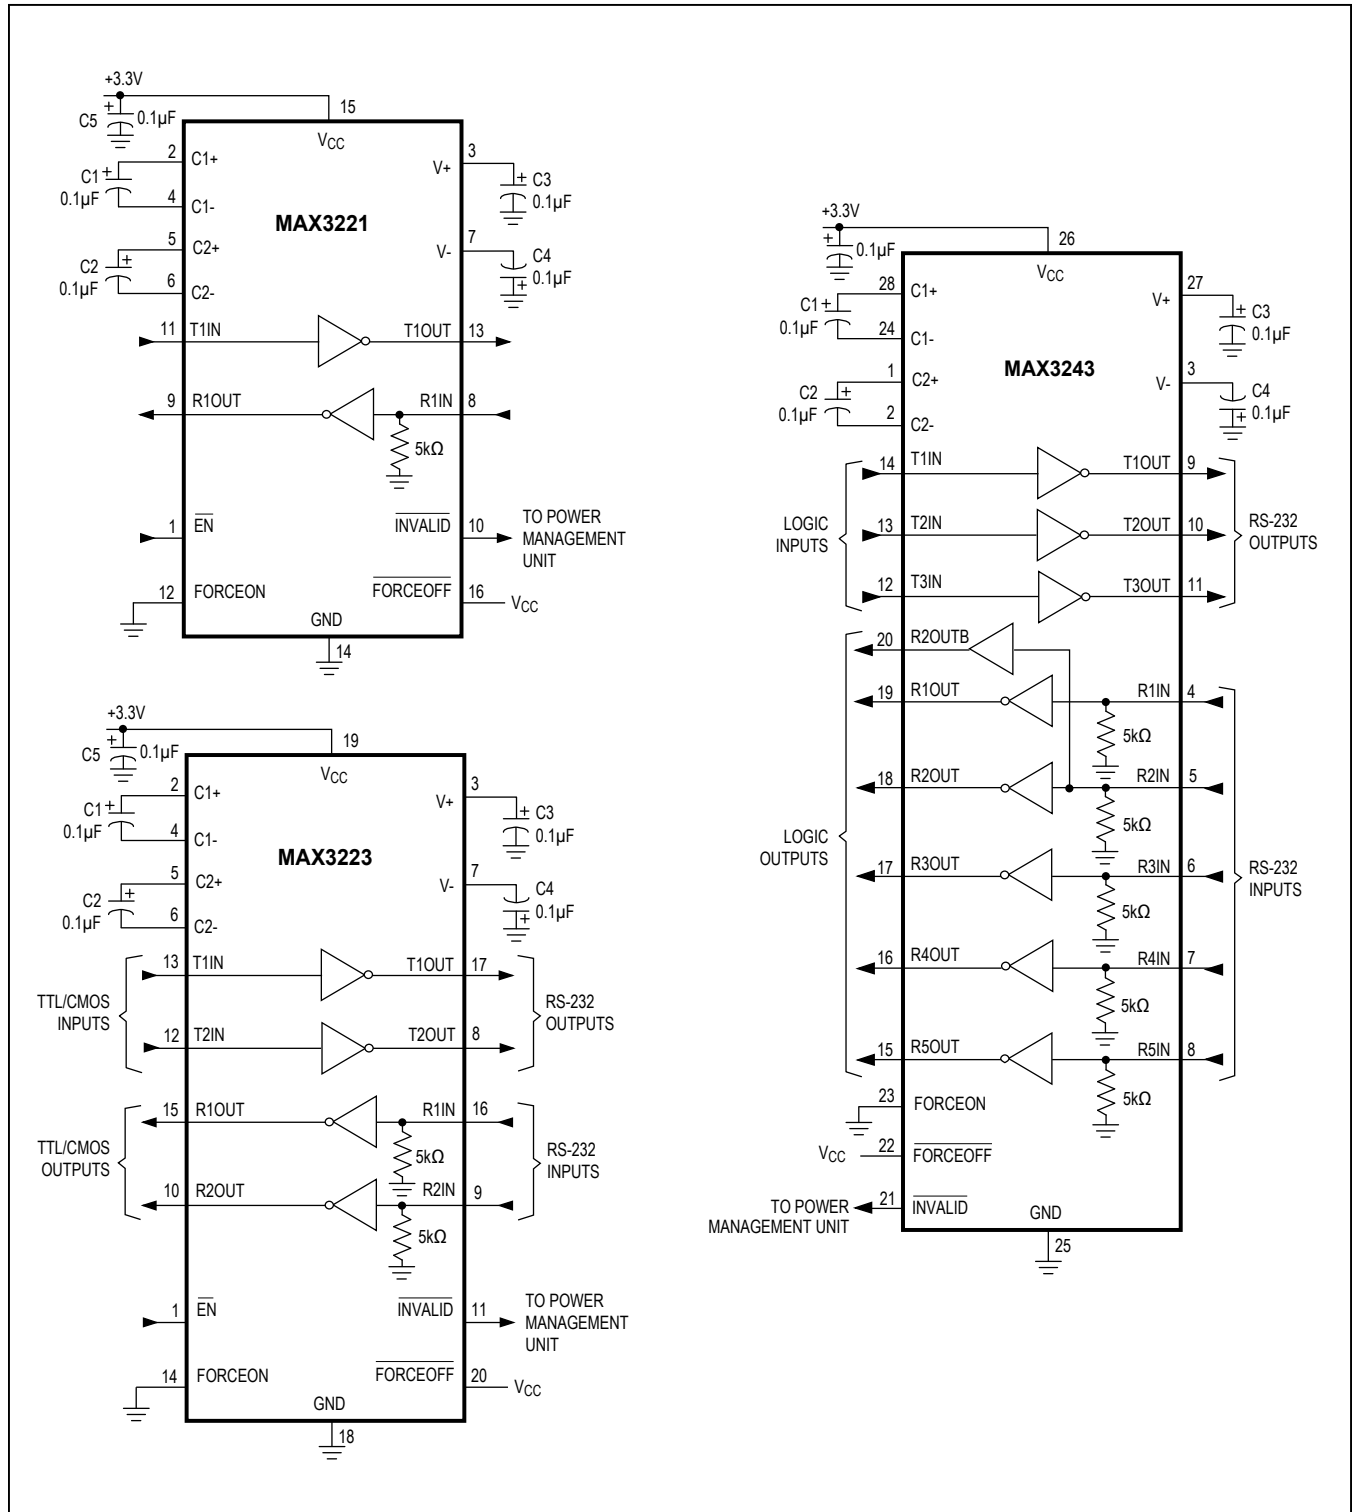 +3.3V
C5
+
0.1µF
15
VCC
2
C1+
C1
+
0.1µF
4
C1-
5
C2+
C2
+
0.1µF
6
C2-
3
V+
+
C3
0.1µF
7
V-
C4
0.1µF
+
MAX3221
11
T1IN
T1OUT
13
9
R1OUT
R1IN
8
5kΩ
1
EN
INVALID
10
TO POWER
MANAGEMENT
UNIT
12
FORCEON
FORCEOFF
16
VCC
GND
14
+3.3V
C5
+
0.1µF
19
VCC
2
C1+
C1
+
0.1µF
4
C1-
5
C2+
C2
+
0.1µF
6
C2-
3
V+
+
C3
0.1µF
7
V-
C4
0.1µF
+
MAX3223
TTL/CMOS
INPUTS
13
T1IN
T1OUT
17
12
T2IN
T2OUT
8
RS-232
OUTPUTS
TTL/CMOS
OUTPUTS
15
R1OUT
R1IN
16
5kΩ
10
R2OUT
R2IN
9
5kΩ
RS-232
INPUTS
1
EN
INVALID
11
TO POWER
MANAGEMENT
UNIT
14
FORCEON
FORCEOFF
20
VCC
GND
18
+3.3V
+
0.1µF
26
VCC
28
C1+
C1
+
0.1µF
24
C1-
1
C2+
C2
+
0.1µF
2
C2-
27
V+
+
C3
0.1µF
3
V-
C4
0.1µF
+
MAX3243
LOGIC
INPUTS
14
T1IN
T1OUT
9
13
T2IN
T2OUT
10
12
T3IN
T3OUT
11
RS-232
OUTPUTS
LOGIC
OUTPUTS
20
R2OUTB
19
R1OUT
R1IN
4
5kΩ
18
R2OUT
R2IN
5
5kΩ
17
R3OUT
R3IN
6
5kΩ
16
R4OUT
R4IN
7
5kΩ
15
R5OUT
R5IN
8
5kΩ
RS-232
INPUTS
23
FORCEON
VCC
22
FORCEOFF
TO POWER
MANAGEMENT UNIT
21
INVALID
GND
25